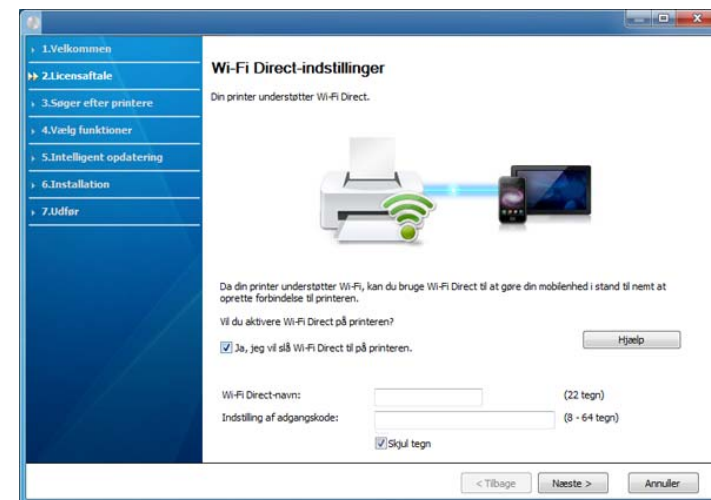 1.Velkommen
2.Licensaftale
3.Søger efter printere
4.Vælg funktioner
5.Intelligent opdatering
6.Installation
7.Udfør
Wi-Fi Direct-indstillinger
Din printer understøtter Wi-Fi Direct.
Da din printer understøtter Wi-Fi, kan du bruge Wi-Fi Direct til at gøre din mobilenhed i stand til nemt at
oprette forbindelse til printeren.
Vil du aktivere Wi-Fi Direct på printeren?
Ja, jeg vil slå Wi-Fi Direct til på printeren.
Hjælp
Wi-Fi Direct-navn: (22 tegn)
Indstilling af adgangskode: (8 - 64 tegn)
Skjul tegn
< Tilbage Næste > Annuller